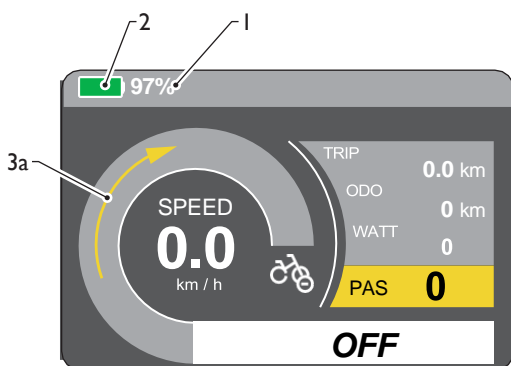 2 1
97%
3a
TRIP
0.0 km
ODO
0 km
WATT
0
SPEED
0.0
km / h
PAS 0
OFF